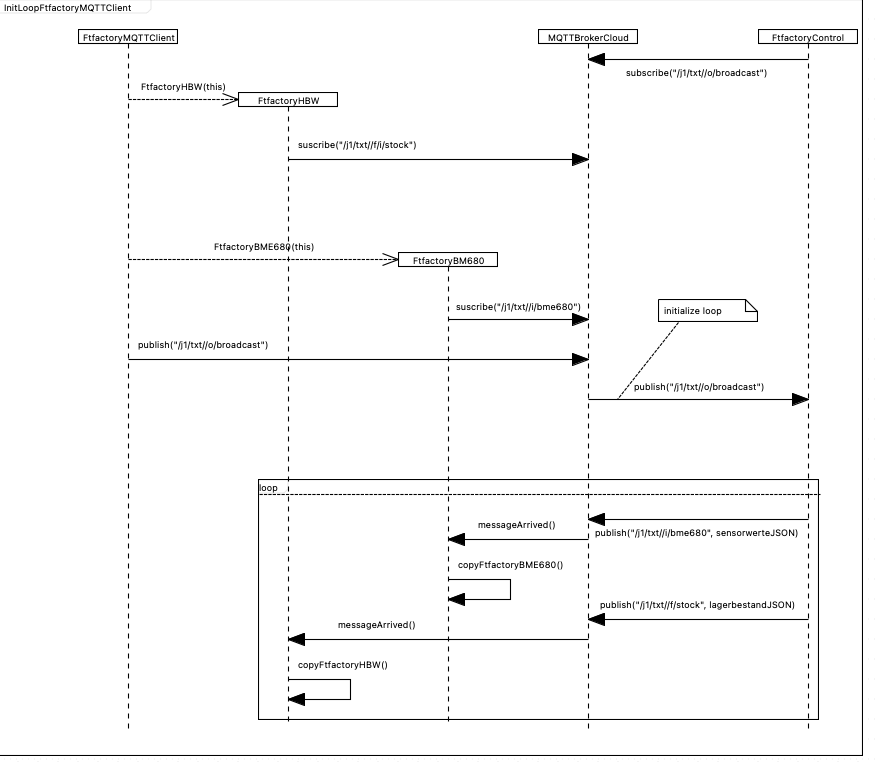 InitLoopFtfactoryMQTTClient
FtfactoryMQTTClient
MQTTBrokerCloud
FtfactoryControl
subscribe("/j1/txt//o/broadcast")
FtfactoryHBW(this)
FtfactoryHBW
suscribe("/j1/txt//f/i/stock")
FtfactoryBME680(this)
FtfactoryBM680
suscribe("/j1/txt//i/bme680")
initialize loop
publish("/j1/txt//o/broadcast")
publish("/j1/txt//o/broadcast")
loop
messageArrived()
publish("/j1/txt//i/bme680", sensorwerteJSON)
copyFtfactoryBME680()
publish("/j1/txt//f/stock", lagerbestandJSON)
messageArrived()
copyFtfactoryHBW()